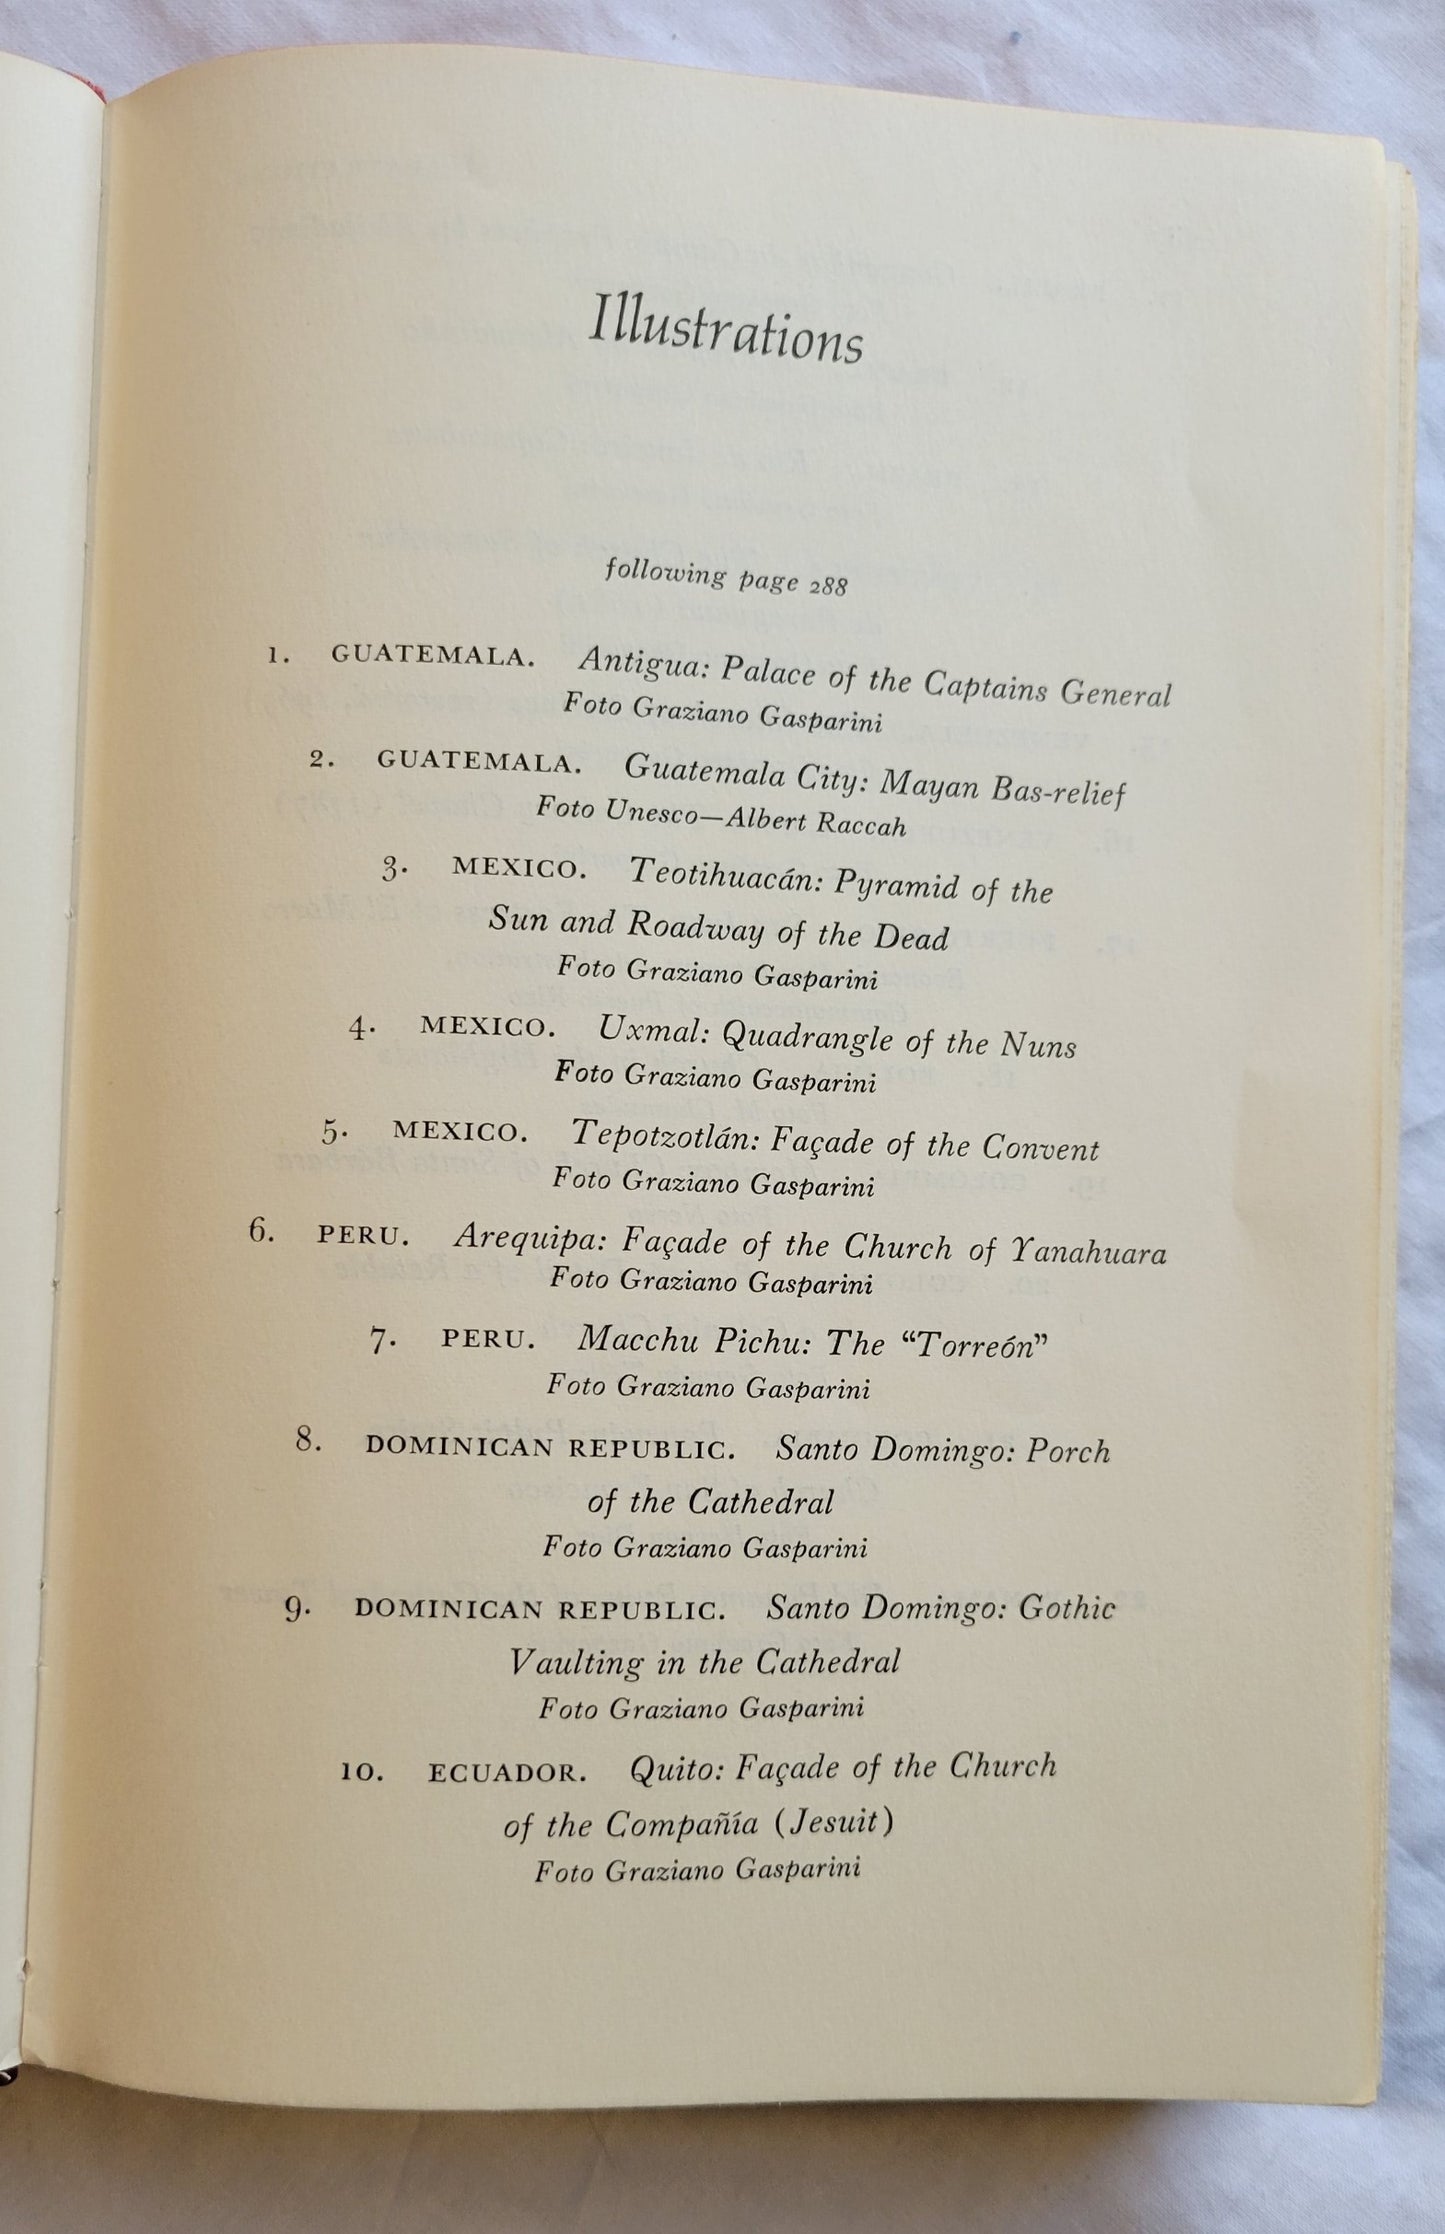 Illustrations
following page 288
1. GUATEMALA. Antigua: Palace of the Captains General
Foto Graziano Gasparini
2. GUATEMALA. Guatemala City: Mayan Bas-relief
Foto Unesco—Albert Raccah
3. MEXICO. Teotihuacán: Pyramid of the
Sun and Roadway of the Dead
Foto Graziano Gasparini
4. MEXICO. Uxmal: Quadrangle of the Nuns
Foto Graziano Gasparini
5. MEXICO. Tepotzotlán: Façade of the Convent
Foto Graziano Gasparini
6. PERU. Arequipa: Façade of the Church of Yanahuara
Foto Graziano Gasparini
7. PERU. Macchu Pichu: The “Torreón”
Foto Graziano Gasparini
8. DOMINICAN REPUBLIC. Santo Domingo: Porch
of the Cathedral
Foto Graziano Gasparini
9. DOMINICAN REPUBLIC. Santo Domingo: Gothic
Vaulting in the Cathedral
Foto Graziano Gasparini
10. ECUADOR. Quito: Façade of the Church
of the Compañía (Jesuit)
Foto Graziano Gasparini